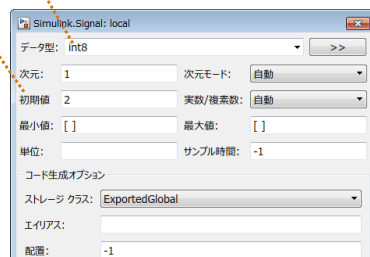 Simulink.Signal: local
データ型: int8 >>
次元: 1 次元モード: 自動
初期値 2 実数/複素数: 自動
最小値: [ ] 最大値: [ ]
単位: サンプル時間: -1
コード生成オプション
ストレージ クラス: ExportedGlobal
エイリアス:
配置: -1